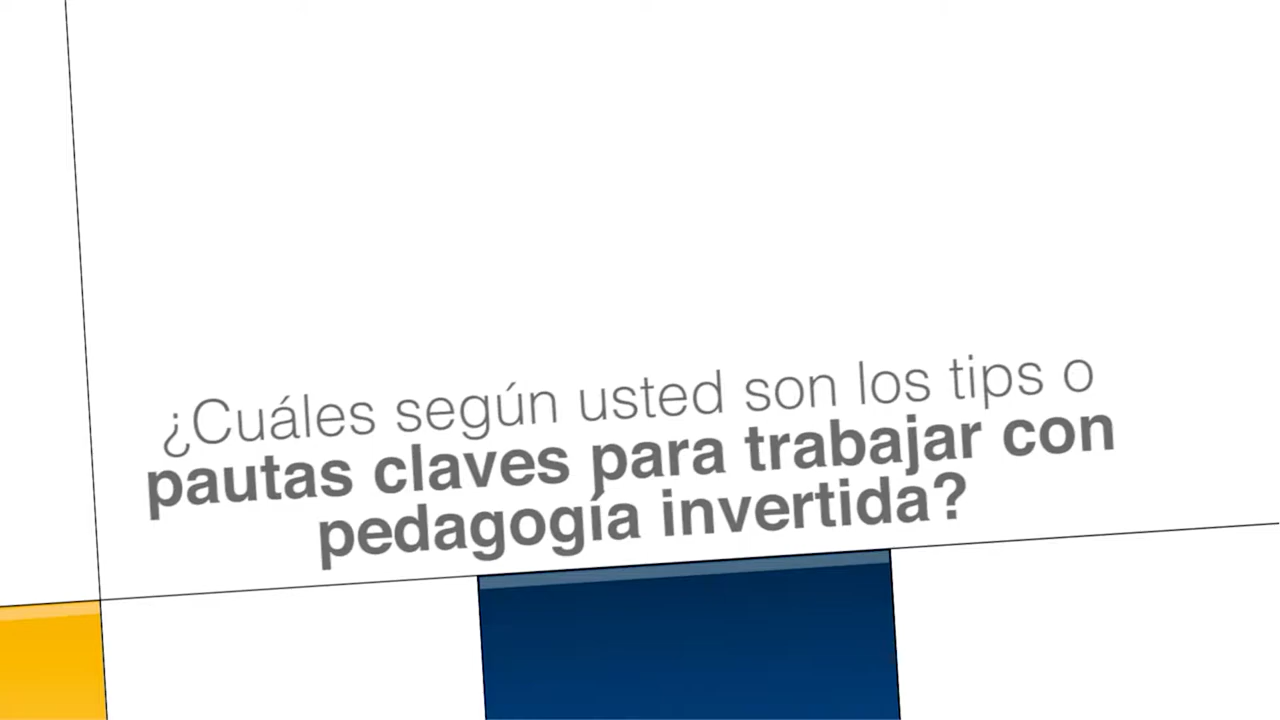 ¿Cuáles según usted son los tips o
pautas claves para trabajar con
pedagogía invertida?